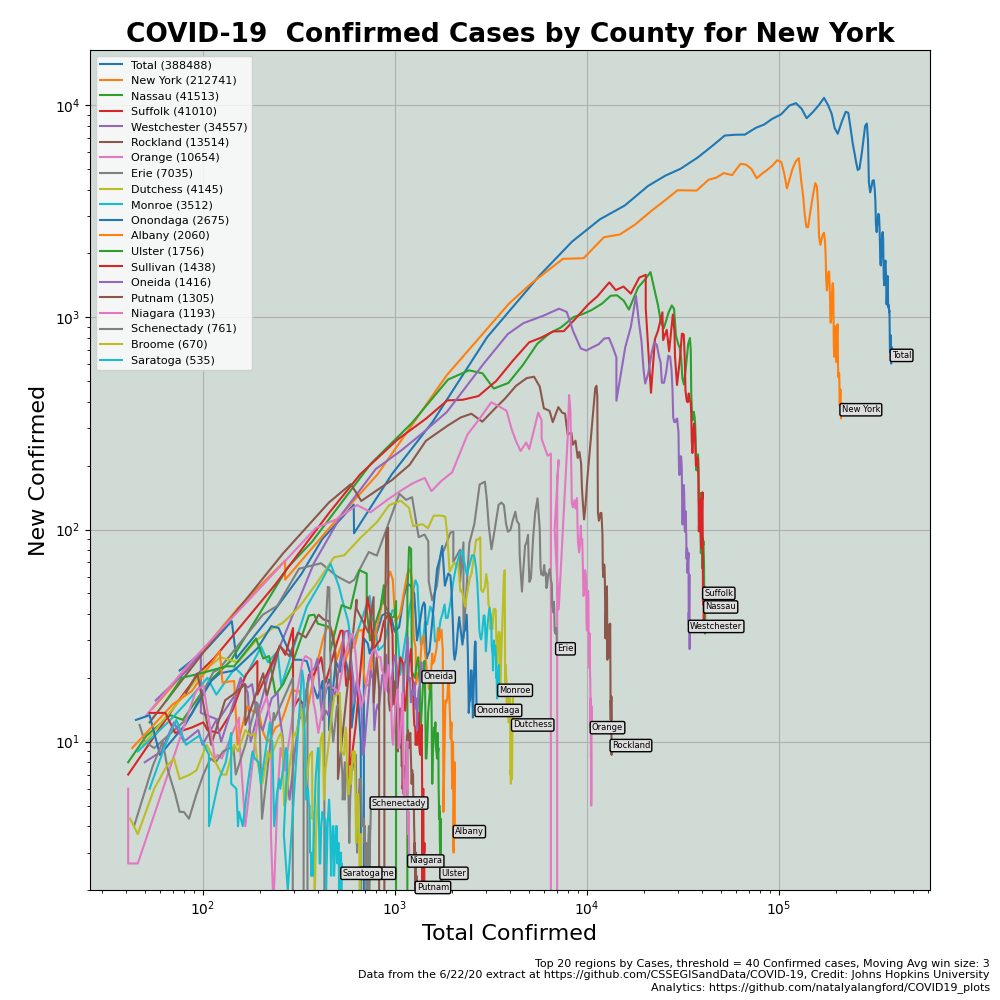 COVID-19  Confirmed Cases by County for New York
Total (388488)
New York (212741)
Nassau (41513)
Suffolk (41010)
Westchester (34557)
Rockland (13514)
Orange (10654)
Erie (7035)
Dutchess (4145)
Monroe (3512)
Onondaga (2675)
Albany (2060)
Ulster (1756)
Sullivan (1438)
Oneida (1416)
Putnam (1305)
Niagara (1193)
Schenectady (761)
Broome (670)
Saratoga (535)
New Confirmed
10⁴
10³
10²
10¹
Total
New York
Suffolk
Nassau
Westchester
Erie
Oneida
Monroe
Onondaga
Dutchess
Orange
Rockland
Schenectady
Albany
Niagara
Saratoga
me
Ulster
Putnam
10²
10³
10⁴
10⁵
Total Confirmed
Top 20 regions by Cases, threshold = 40 Confirmed cases, Moving Avg win size: 3
Data from the 6/22/20 extract at https://github.com/CSSEGISandData/COVID-19, Credit: Johns Hopkins University
Analytics: https://github.com/natalyalangford/COVID19_plots